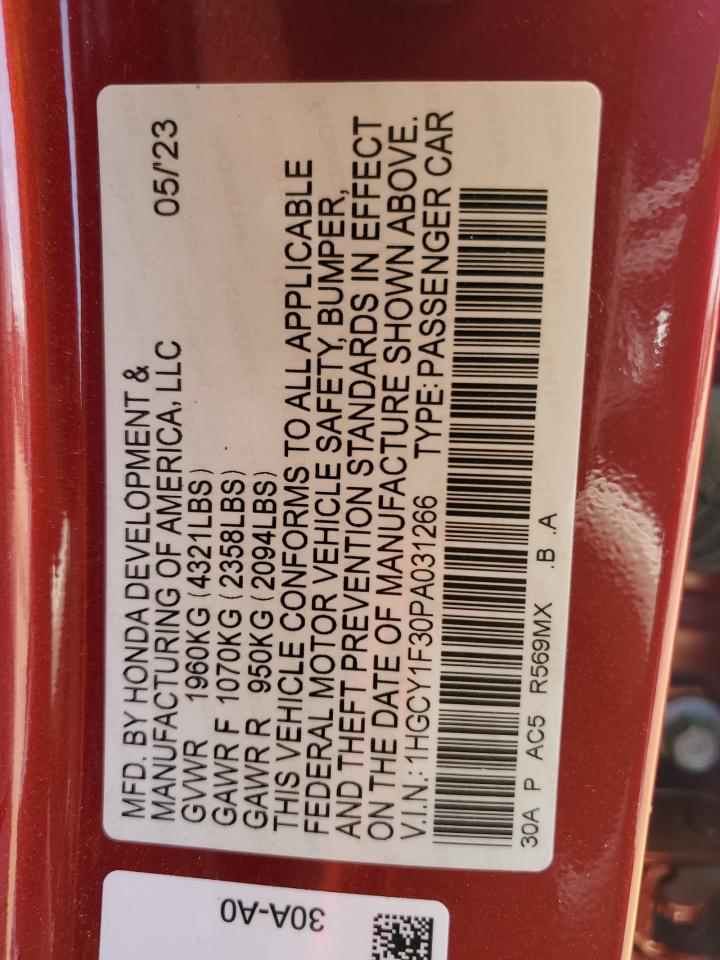 MFD. BY HONDA DEVELOPMENT &
MANUFACTURING OF AMERICA, LLC 05/'23
GVWR 1960KG (4321LBS)
GAWR F 1070KG (2358LBS)
GAWR R 950KG (2094LBS)
THIS VEHICLE CONFORMS TO ALL APPLICABLE
FEDERAL MOTOR VEHICLE SAFETY, BUMPER,
AND THEFT PREVENTION STANDARDS IN EFFECT
ON THE DATE OF MANUFACTURE SHOWN ABOVE.
V.I.N.: 1HGCY1F30PA031266 TYPE: PASSENGER CAR
30A P AC5 R569MX .B .A
30A-A0